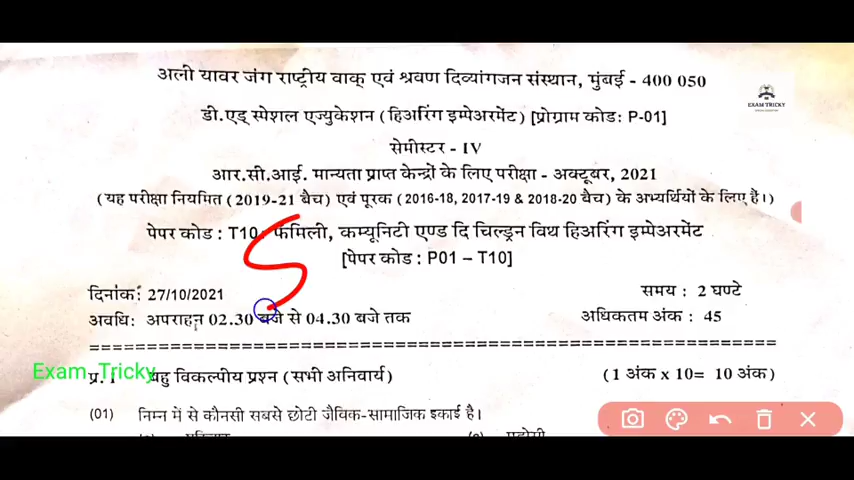 अली यावर जंग राष्ट्रीय वाक् एवं श्रवण दिव्यांगजन संस्थान, मुंबई - 400 050
EXAM TRICKY
डी.एड् स्पेशल एज्युकेशन (हिअरिंग इम्पेअरमेंट) [प्रोग्राम कोड: P-01]
सेमीस्टर - IV
आर.सी.आई. मान्यता प्राप्त केन्द्रों के लिए परीक्षा - अक्टूबर, 2021
(यह परीक्षा नियमित (2019-21 बैच) एवं पूरक (2016-18, 2017-19 & 2018-20 बैच) के अभ्यर्थियों के लिए हैं।)
पेपर कोड : T10- फॅमिली, कम्यूनिटी एण्ड दि चिल्ड्रन विथ हिअरिंग इम्पेअरमेंट
[पेपर कोड : P01 – T10]
दिनांक: 27/10/2021 समय : 2 घण्टे
अवधि: अपराहन 02.30 बजे से 04.30 बजे तक अधिकतम अंक : 45
Exam Tricky
प्र. I बहु विकल्पीय प्रश्न (सभी अनिवार्य) (1 अंक x 10= 10 अंक)
(01) निम्न में से कौनसी सबसे छोटी जैविक-सामाजिक इकाई है।